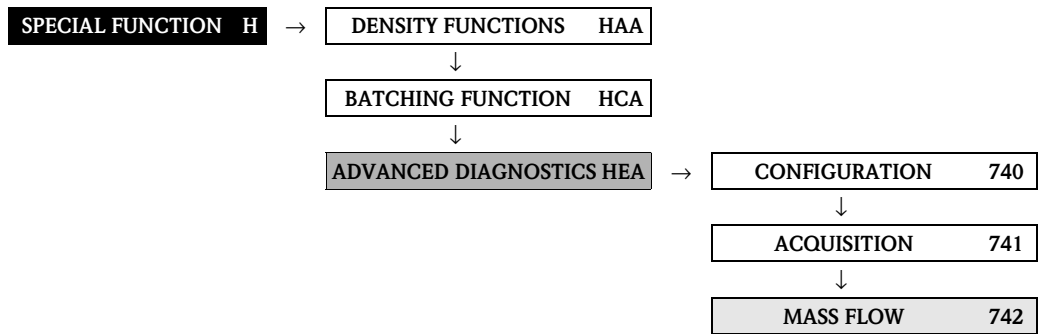 SPECIAL FUNCTION H → DENSITY FUNCTIONS HAA
↓
BATCHING FUNCTION HCA
↓
ADVANCED DIAGNOSTICS HEA → CONFIGURATION 740
↓
ACQUISITION 741
↓
MASS FLOW 742